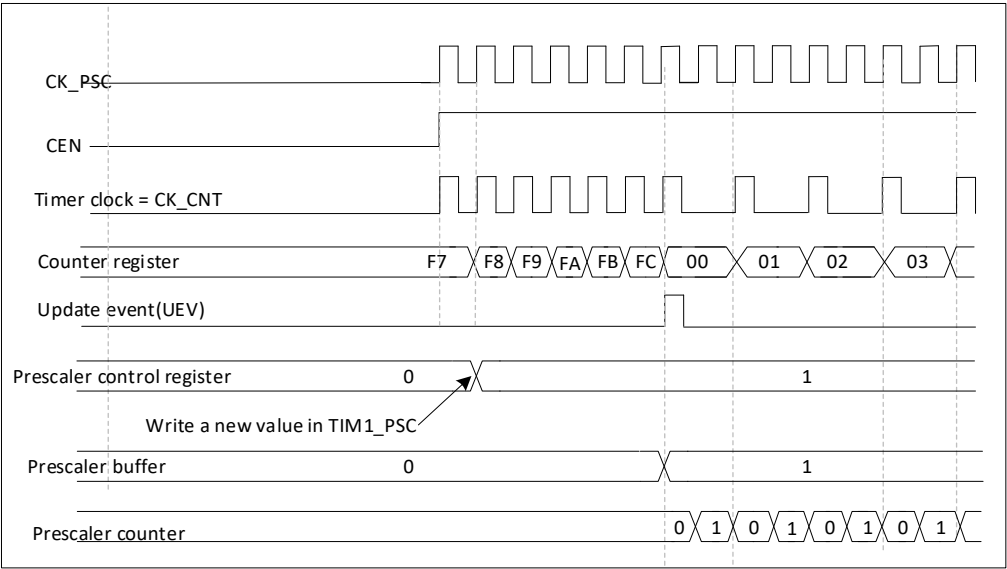 CK_PSC
CEN
Timer clock = CK_CNT
Counter register F7 F8 F9 FA FB FC 00 01 02 03
Update event(UEV)
Prescaler control register 0 1
Write a new value in TIM1_PSC
Prescaler buffer 0 1
Prescaler counter 0 1 0 1 0 1 0 1